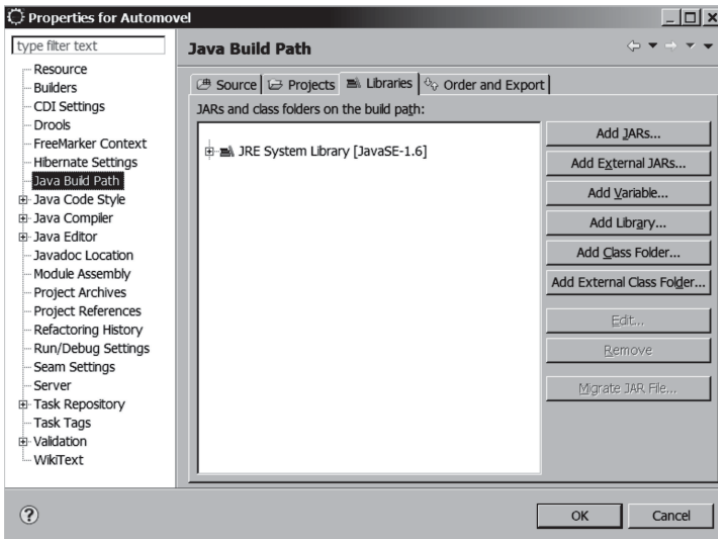 Properties for Automovel
type filter text
Resource
Builders
CDI Settings
Drools
FreeMarker Context
Hibernate Settings
Java Build Path
Java Code Style
Java Compiler
Java Editor
Javadoc Location
Module Assembly
Project Archives
Project References
Refactoring History
Run/Debug Settings
Seam Settings
Server
Task Repository
Task Tags
Validation
WikiText
Java Build Path
Source Projects Libraries Order and Export
JARs and class folders on the build path:
JRE System Library [JavaSE-1.6]
Add JARs...
Add External JARs...
Add Variable...
Add Library...
Add Class Folder...
Add External Class Folder...
Edit...
Remove
Migrate JAR File...
OK Cancel